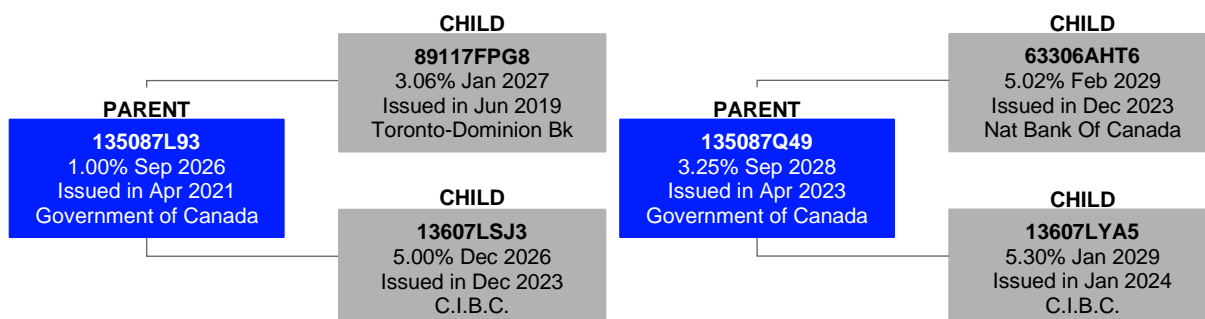 CHILD
89117FPG8
3.06% Jan 2027
Issued in Jun 2019
Toronto-Dominion Bk
PARENT
135087L93
1.00% Sep 2026
Issued in Apr 2021
Government of Canada
CHILD
13607LSJ3
5.00% Dec 2026
Issued in Dec 2023
C.I.B.C.
CHILD
63306AHT6
5.02% Feb 2029
Issued in Dec 2023
Nat Bank Of Canada
PARENT
135087Q49
3.25% Sep 2028
Issued in Apr 2023
Government of Canada
CHILD
13607LYA5
5.30% Jan 2029
Issued in Jan 2024
C.I.B.C.